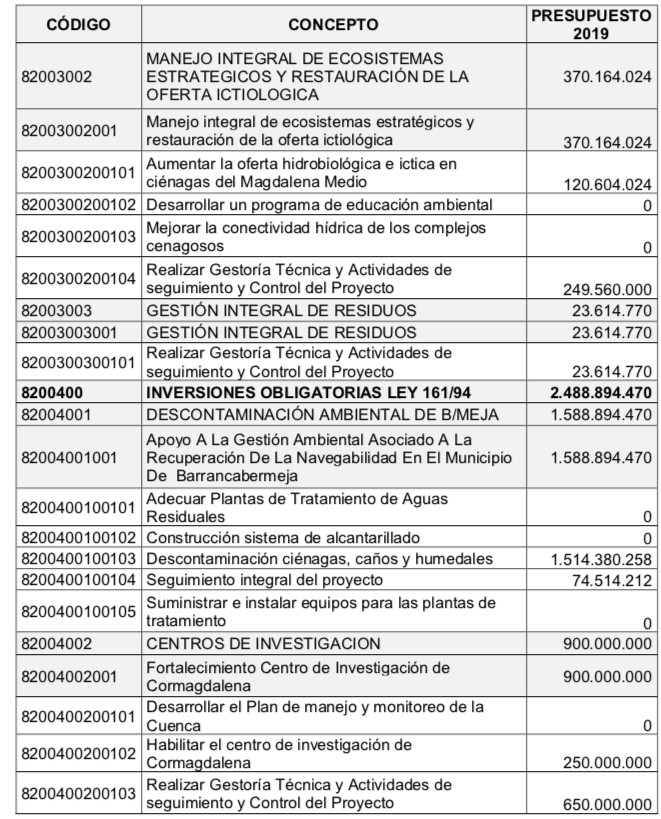 CÓDIGO CONCEPTO PRESUPUESTO
2019
82003002 MANEJO INTEGRAL DE ECOSISTEMAS
ESTRATEGICOS Y RESTAURACIÓN DE LA
OFERTA ICTIOLOGICA 370.164.024
82003002001 Manejo integral de ecosistemas estratégicos y
restauración de la oferta ictiológica 370.164.024
8200300200101 Aumentar la oferta hidrobiológica e ictica en
ciénagas del Magdalena Medio 120.604.024
8200300200102 Desarrollar un programa de educación ambiental 0
8200300200103 Mejorar la conectividad hídrica de los complejos
cenagosos 0
8200300200104 Realizar Gestoría Técnica y Actividades de
seguimiento y Control del Proyecto 249.560.000
82003003 GESTIÓN INTEGRAL DE RESIDUOS 23.614.770
82003003001 GESTIÓN INTEGRAL DE RESIDUOS 23.614.770
8200300300101 Realizar Gestoría Técnica y Actividades de
seguimiento y Control del Proyecto 23.614.770
8200400 INVERSIONES OBLIGATORIAS LEY 161/94 2.488.894.470
82004001 DESCONTAMINACIÓN AMBIENTAL DE B/MEJA 1.588.894.470
82004001001 Apoyo A La Gestión Ambiental Asociado A La
Recuperación De La Navegabilidad En El Municipio
De Barrancabermeja 1.588.894.470
8200400100101 Adecuar Plantas de Tratamiento de Aguas
Residuales 0
8200400100102 Construcción sistema de alcantarillado 0
8200400100103 Descontaminación ciénagas, caños y humedales 1.514.380.258
8200400100104 Seguimiento integral del proyecto 74.514.212
8200400100105 Suministrar e instalar equipos para las plantas de
tratamiento 0
82004002 CENTROS DE INVESTIGACION 900.000.000
82004002001 Fortalecimiento Centro de Investigación de
Cormagdalena 900.000.000
8200400200101 Desarrollar el Plan de manejo y monitoreo de la
Cuenca 0
8200400200102 Habilitar el centro de investigación de
Cormagdalena 250.000.000
8200400200103 Realizar Gestoría Técnica y Actividades de
seguimiento y Control del Proyecto 650.000.000